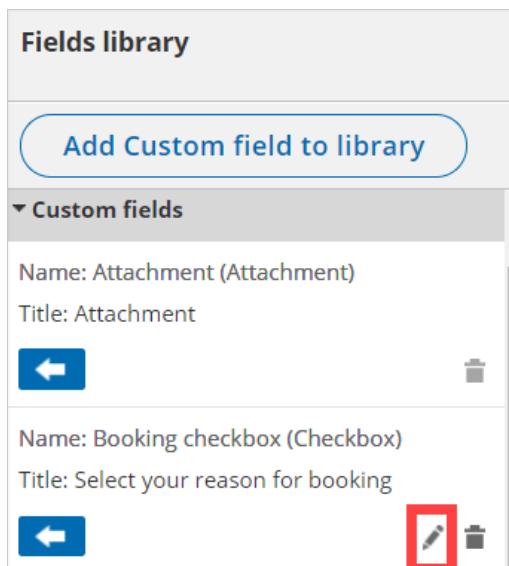 Fields library
Add Custom field to library
Custom fields
Name: Attachment (Attachment)
Title: Attachment
Name: Booking checkbox (Checkbox)
Title: Select your reason for booking